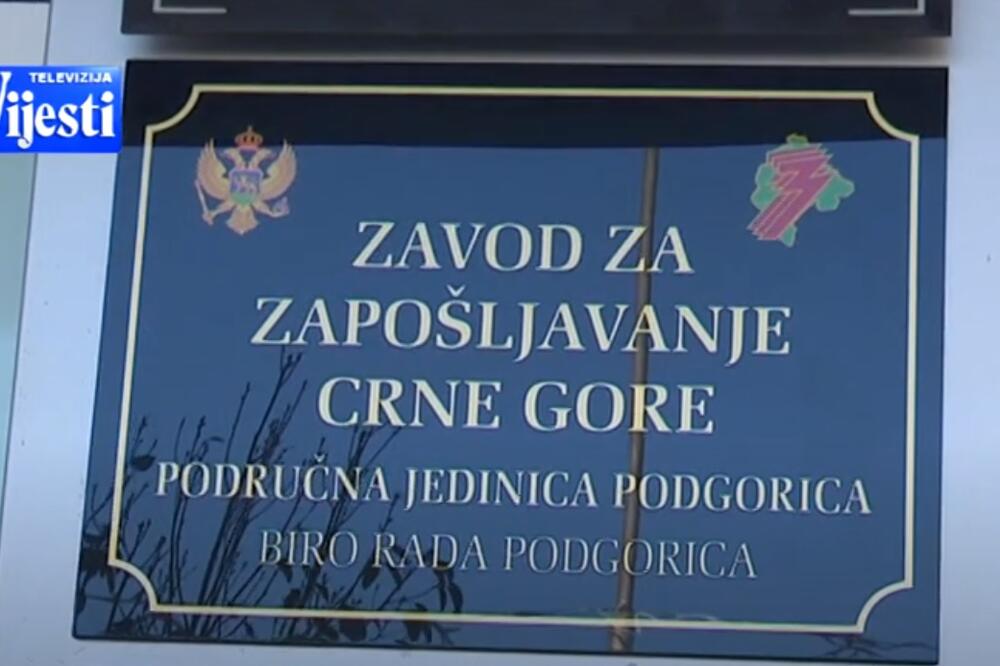 TELEVIZIJA
Vijesti
ZAVOD ZA
ZAPOŠLJAVANJE
CRNE GORE
PODRUČNA JEDINICA PODGORICA
BIRO RADA PODGORICA